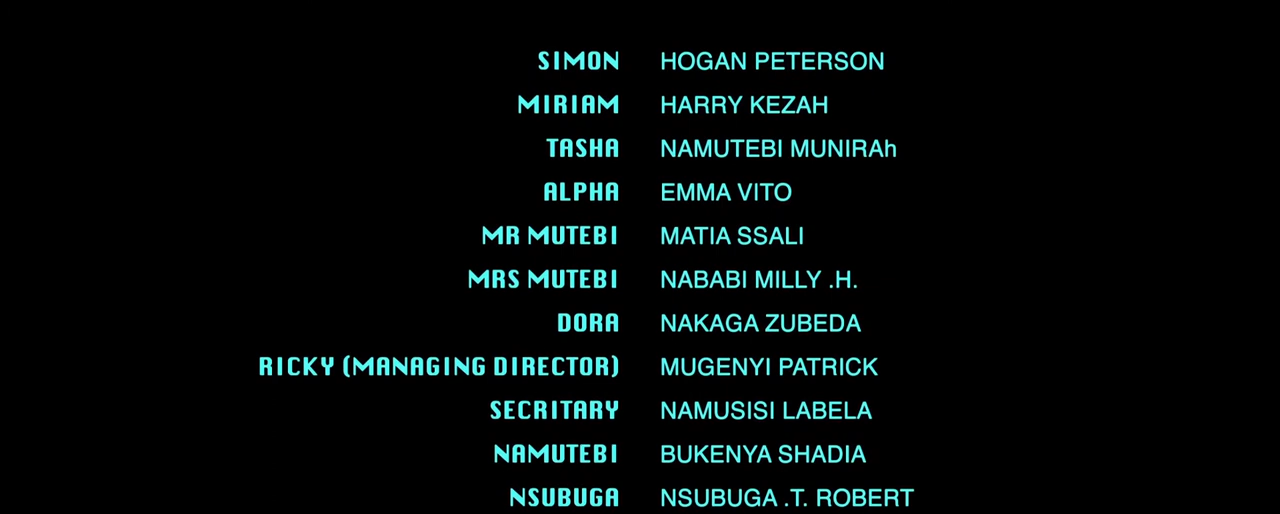 SIMON HOGAN PETERSON
MIRIAM HARRY KEZAH
TASHA NAMUTEBI MUNIRAh
ALPHA EMMA VITO
MR MUTEBI MATIA SSALI
MRS MUTEBI NABABI MILLY .H.
DORA NAKAGA ZUBEDA
RICKY (MANAGING DIRECTOR) MUGENYI PATRICK
SECRITARY NAMUSISI LABELA
NAMUTEBI BUKENYA SHADIA
NSUBUGA NSUBUGA .T. ROBERT